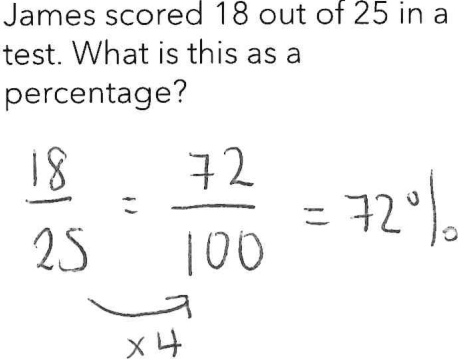 James scored 18 out of 25 in a
test. What is this as a
percentage?
18/25 = 72/100 = 72%
×4